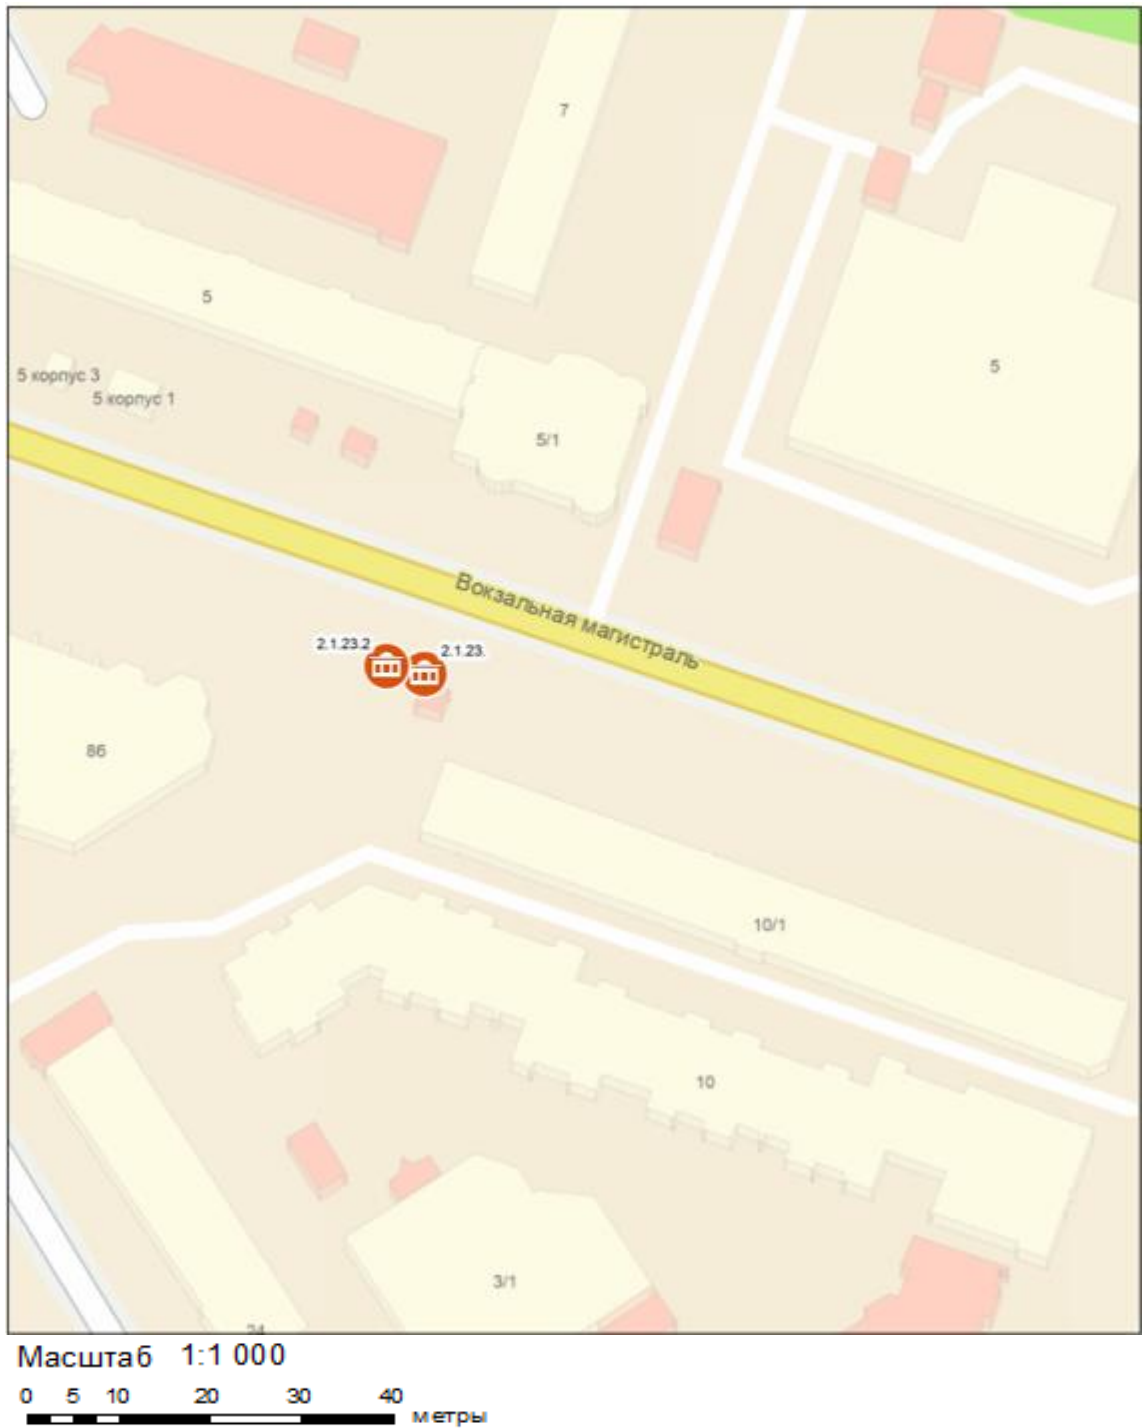 7
5
5
5 корпус 3
5 корпус 1
5/1
Вокзальная магистраль
2.1.23.2
2.1.23.
8б
10/1
10
3/1
24
Масштаб 1:1 000
0 5 10 20 30 40
метры